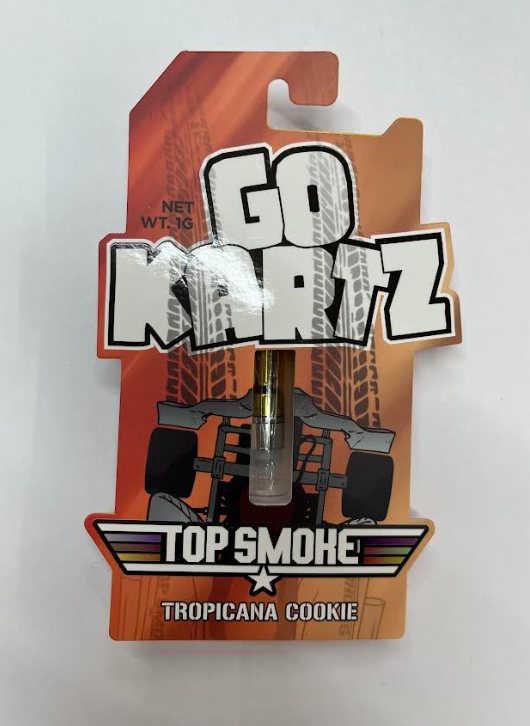 GO
NET
WT. 1G
KARTZ
TOP SMOKE
TROPICANA COOKIE